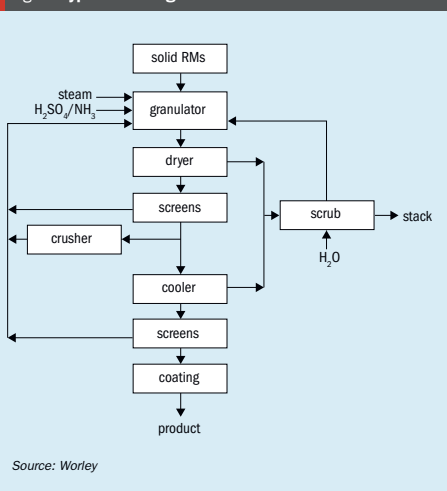 solid RMs
steam
H₂SO₄/NH₃
granulator
dryer
screens
scrub
stack
crusher
H₂O
cooler
screens
coating
product
Source: Worley